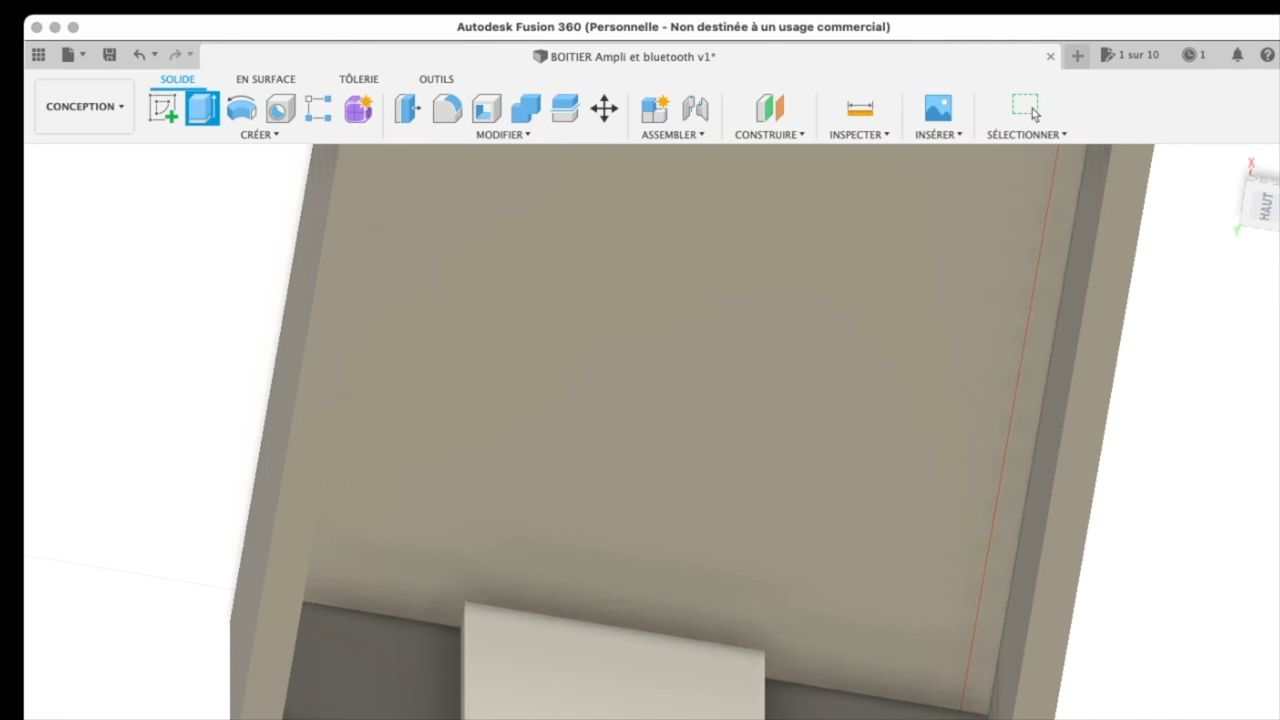 Autodesk Fusion 360 (Personnelle - Non destinée à un usage commercial)
BOITIER Ampli et bluetooth v1*
1 sur 10
1
SOLIDE
EN SURFACE
TÔLERIE
OUTILS
CONCEPTION
CRÉER
MODIFIER
ASSEMBLER
CONSTRUIRE
INSPECTER
INSÉRER
SÉLECTIONNER
X
HAUT
Y